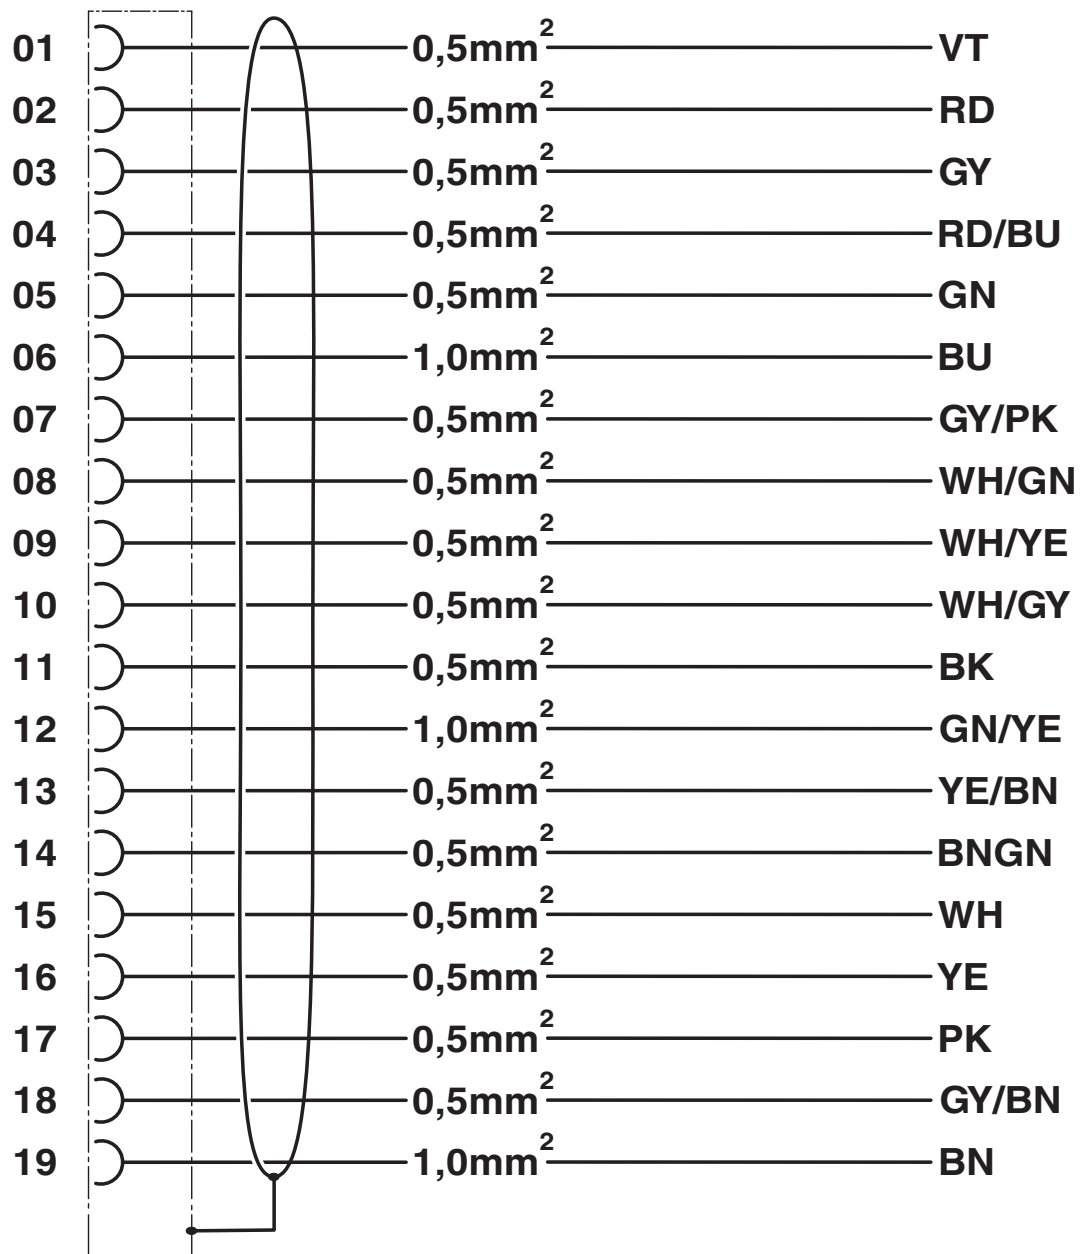 01 0,5mm² VT
02 0,5mm² RD
03 0,5mm² GY
04 0,5mm² RD/BU
05 0,5mm² GN
06 1,0mm² BU
07 0,5mm² GY/PK
08 0,5mm² WH/GN
09 0,5mm² WH/YE
10 0,5mm² WH/GY
11 0,5mm² BK
12 1,0mm² GN/YE
13 0,5mm² YE/BN
14 0,5mm² BNGN
15 0,5mm² WH
16 0,5mm² YE
17 0,5mm² PK
18 0,5mm² GY/BN
19 1,0mm² BN